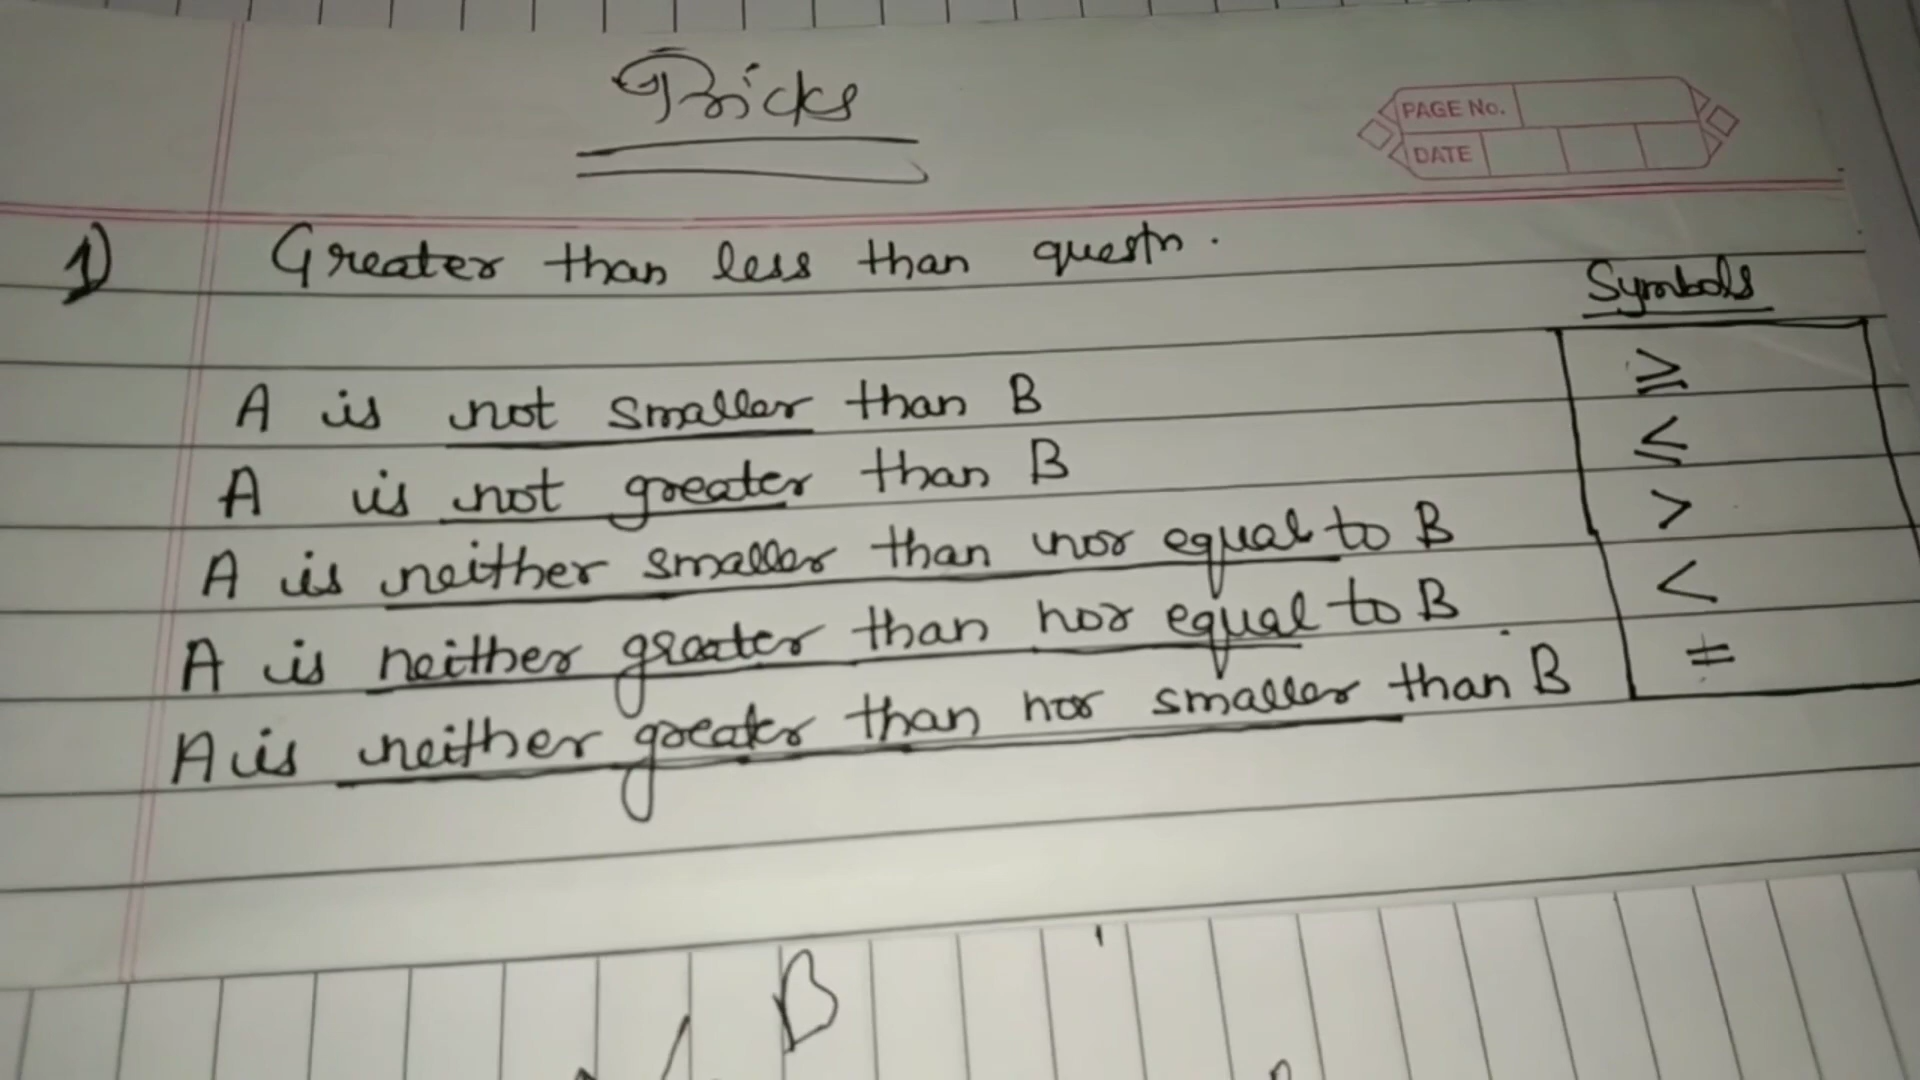 Tricks
PAGE No.
DATE
1) Greater than less than questn.
Symbols
A is not smaller than B ≥
A is not greater than B ≤
A is neither smaller than nor equal to B >
A is neither greater than nor equal to B <
A is neither greater than nor smaller than B =
B